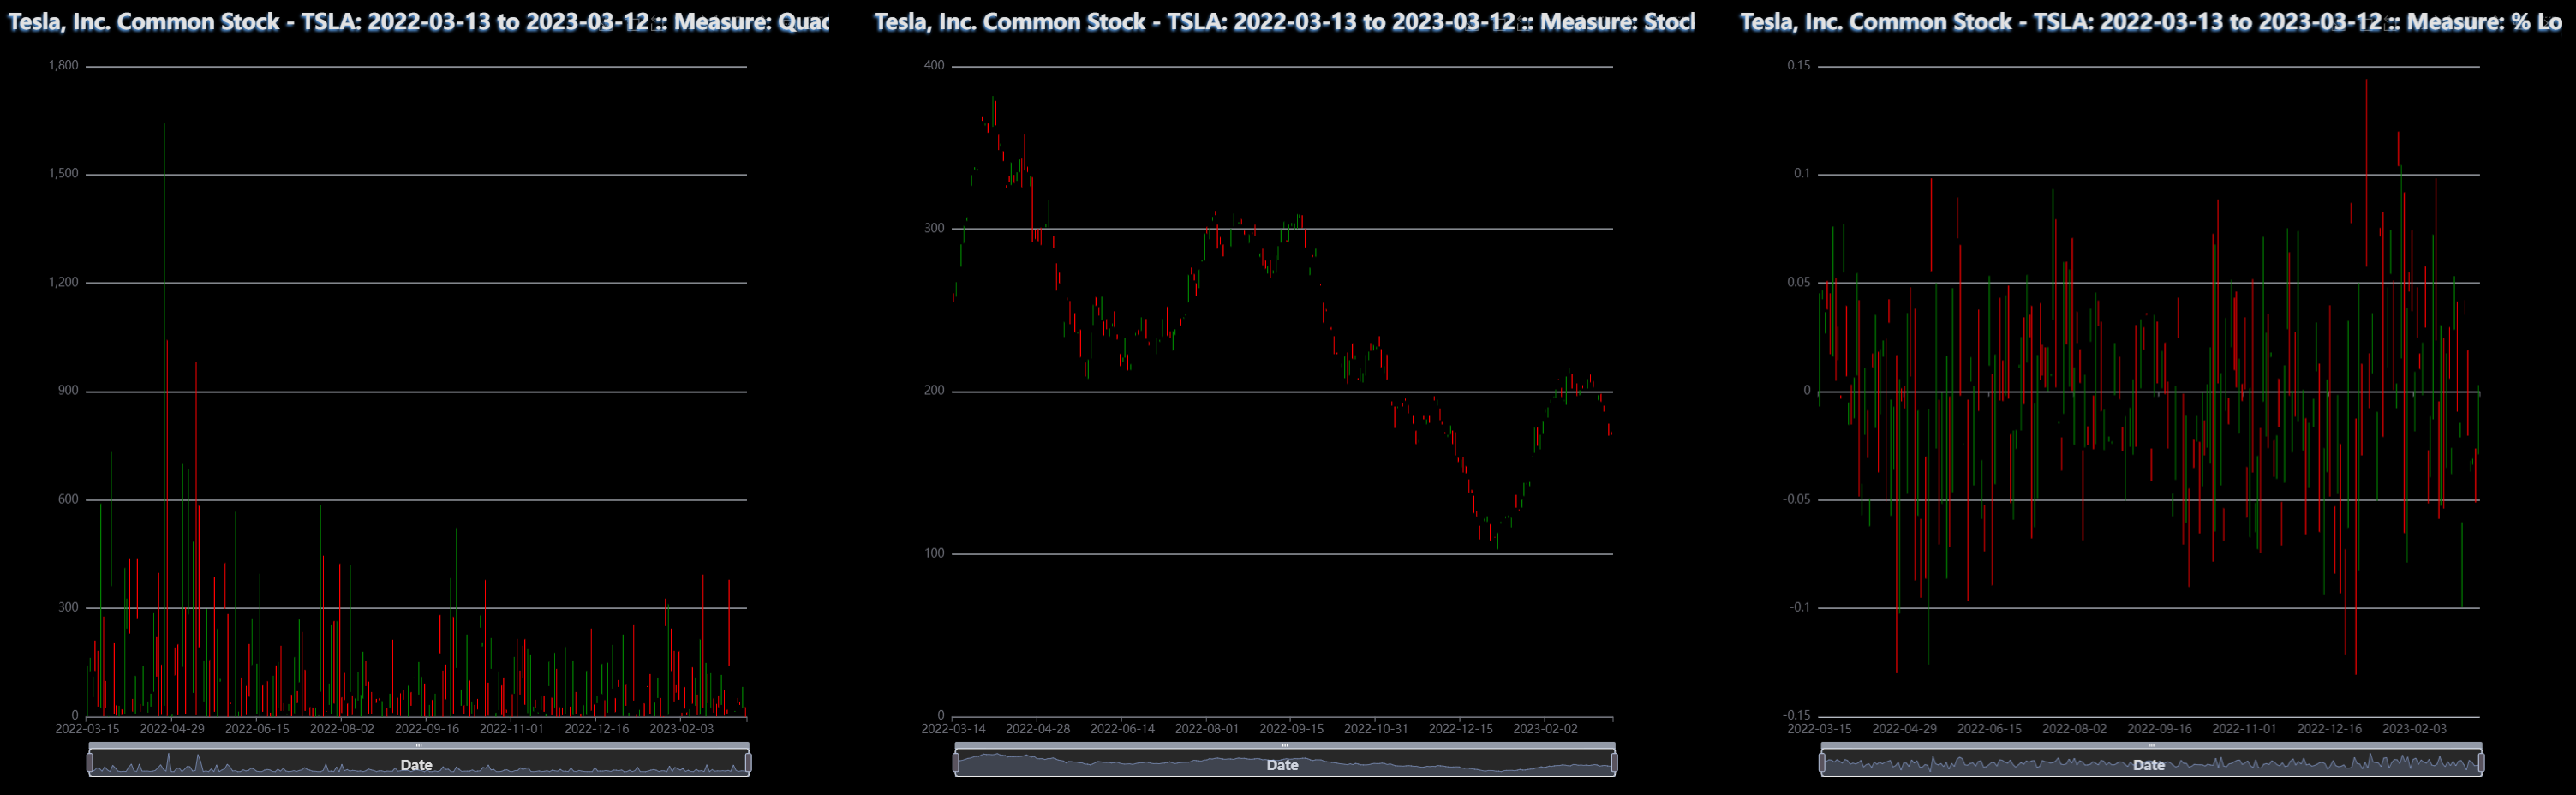 Tesla, Inc. Common Stock - TSLA: 2022-03-13 to 2023-03-12 :: Measure: Quad
1,800
1,500
1,200
900
600
300
0
2022-03-15 2022-04-29 2022-06-15 2022-08-02 2022-09-16 2022-11-01 2022-12-16 2023-02-03
Date
Tesla, Inc. Common Stock - TSLA: 2022-03-13 to 2023-03-12 :: Measure: Stock
400
300
200
100
0
2022-03-14 2022-04-28 2022-06-14 2022-08-01 2022-09-15 2022-10-31 2022-12-15 2023-02-02
Date
Tesla, Inc. Common Stock - TSLA: 2022-03-13 to 2023-03-12 :: Measure: % Lo
0.15
0.1
0.05
0
-0.05
-0.1
-0.15
2022-03-15 2022-04-29 2022-06-15 2022-08-02 2022-09-16 2022-11-01 2022-12-16 2023-02-03
Date